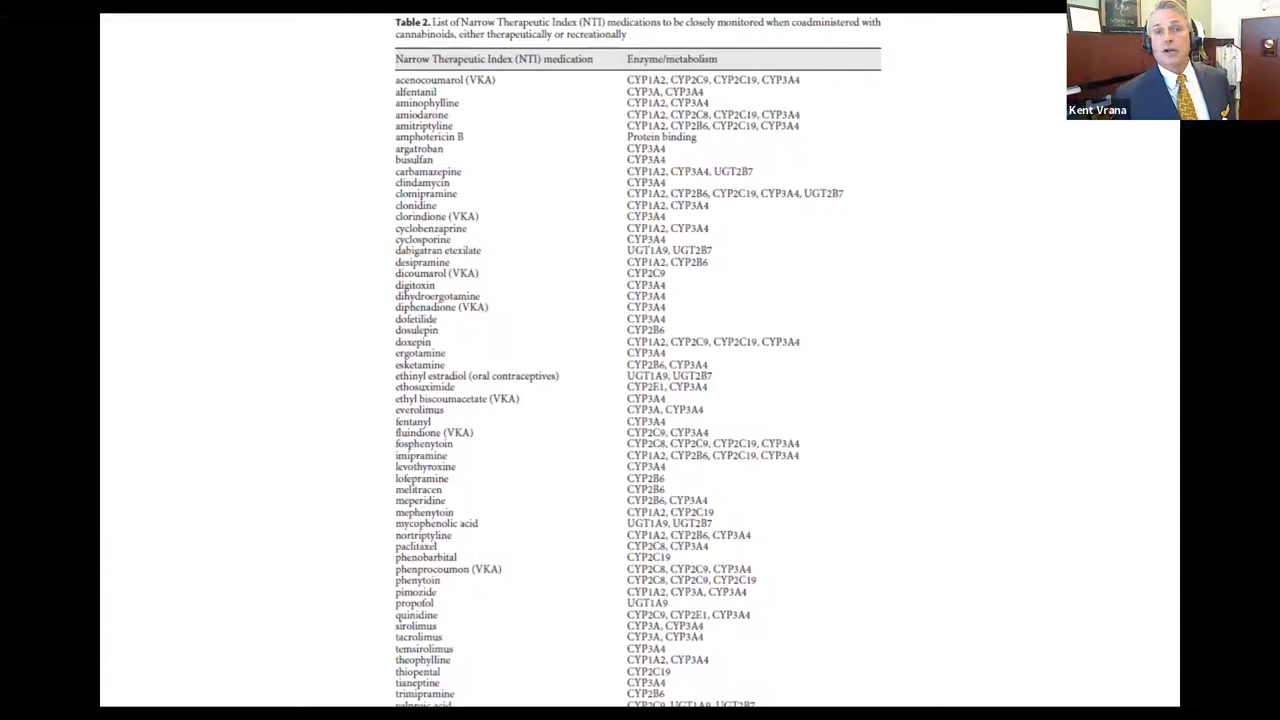 Table 2. List of Narrow Therapeutic Index (NTI) medications to be closely monitored when coadministered with
cannabinoids, either therapeutically or recreationally
Narrow Therapeutic Index (NTI) medication Enzyme/metabolism
acenocoumarol (VKA) CYP1A2, CYP2C9, CYP2C19, CYP3A4
alfentanil CYP3A, CYP3A4
aminophylline CYP1A2, CYP3A4
amiodarone CYP1A2, CYP2C8, CYP2C19, CYP3A4
amitriptyline CYP1A2, CYP2B6, CYP2C19, CYP3A4
amphotericin B Protein binding
argatroban CYP3A4
busulfan CYP3A4
carbamazepine CYP1A2, CYP3A4, UGT2B7
clindamycin CYP3A4
clomipramine CYP1A2, CYP2B6, CYP2C19, CYP3A4, UGT2B7
clonidine CYP1A2, CYP3A4
clorindione (VKA) CYP3A4
cyclobenzaprine CYP1A2, CYP3A4
cyclosporine CYP3A4
dabigatran etexilate UGT1A9, UGT2B7
desipramine CYP1A2, CYP2B6
dicoumarol (VKA) CYP2C9
digitoxin CYP3A4
dihydroergotamine CYP3A4
diphenadione (VKA) CYP3A4
dofetilide CYP3A4
dosulepin CYP2B6
doxepin CYP1A2, CYP2C9, CYP2C19, CYP3A4
ergotamine CYP3A4
esketamine CYP2B6, CYP3A4
ethinyl estradiol (oral contraceptives) UGT1A9, UGT2B7
ethosuximide CYP2E1, CYP3A4
ethyl biscoumacetate (VKA) CYP3A4
everolimus CYP3A, CYP3A4
fentanyl CYP3A4
fluindione (VKA) CYP2C9, CYP3A4
fosphenytoin CYP2C8, CYP2C9, CYP2C19, CYP3A4
imipramine CYP1A2, CYP2B6, CYP2C19, CYP3A4
levothyroxine CYP3A4
lofepramine CYP2B6
melitracen CYP2B6
meperidine CYP2B6, CYP3A4
mephenytoin CYP1A2, CYP2C19
mycophenolic acid UGT1A9, UGT2B7
nortriptyline CYP1A2, CYP2B6, CYP3A4
paclitaxel CYP2C8, CYP3A4
phenobarbital CYP2C19
phenprocoumon (VKA) CYP2C8, CYP2C9, CYP3A4
phenytoin CYP2C8, CYP2C9, CYP2C19
pimozide CYP1A2, CYP3A, CYP3A4
propofol UGT1A9
quinidine CYP2C9, CYP2E1, CYP3A4
sirolimus CYP3A, CYP3A4
tacrolimus CYP3A, CYP3A4
temsirolimus CYP3A4
theophylline CYP1A2, CYP3A4
thiopental CYP2C19
tianeptine CYP3A4
trimipramine CYP2B6
valproic acid CYP2C9, UGT1A9, UGT2B7
Kent Vrana